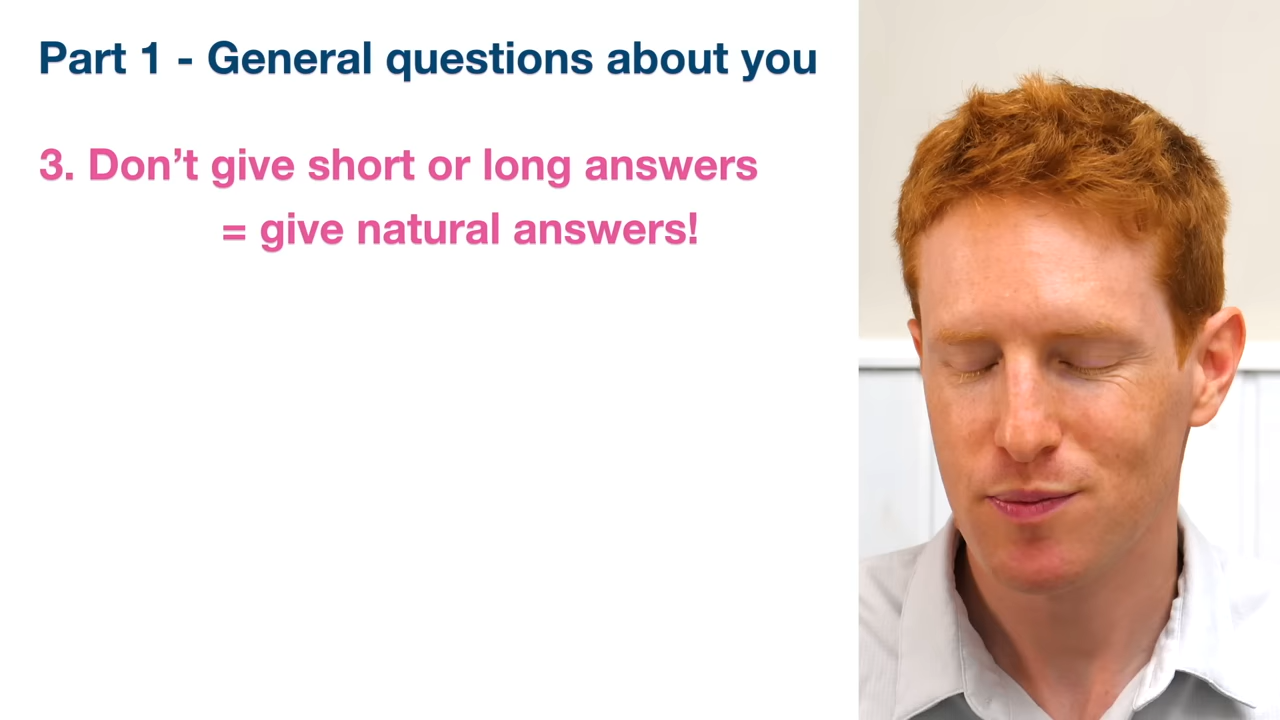 Part 1 - General questions about you
3. Don’t give short or long answers
= give natural answers!